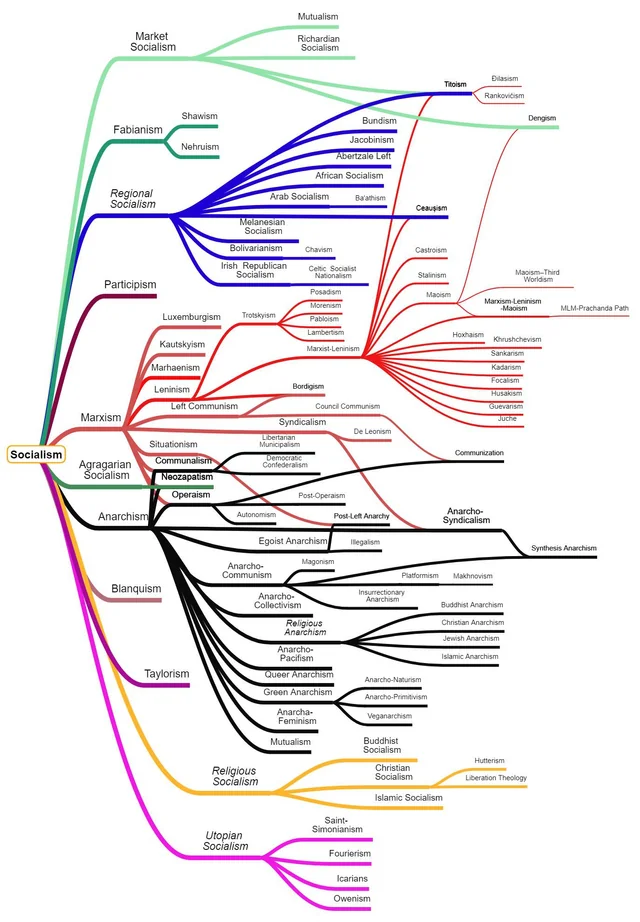 Mutualism
Market
Socialism
Richardian
Socialism
Titoism
Đilasism
Rankovićism
Shawism
Fabianism
Nehruism
Dengism
Bundism
Jacobinism
Abertzale Left
African Socialism
Regional
Socialism
Arab Socialism
Ba'athism
Ceaușism
Melanesian
Socialism
Bolivarianism
Chavism
Irish Republican
Socialism
Celtic Socialist
Nationalism
Castroism
Stalinism
Maoism
Maoism–Third
Worldism
Marxism-Leninism
-Maoism
MLM-Prachanda Path
Participism
Posadism
Morenism
Pabloism
Lambertism
Trotskyism
Luxemburgism
Kautskyism
Marhaenism
Leninism
Marxist-Leninism
Hoxhaism
Khrushchevism
Sankarism
Kadarism
Focalism
Husakism
Guevarism
Juche
Bordigism
Left Communism
Council Communism
Marxism
Syndicalism
De Leonism
Situationism
Socialism
Libertarian
Municipalism
Communalism
Democratic
Confederalism
Communization
Agragarian
Socialism
Neozapatism
Operaism
Post-Operaism
Autonomism
Anarchism
Post-Left Anarchy
Anarcho-
Syndicalism
Egoist Anarchism
Illegalism
Synthesis Anarchism
Anarcho-
Communism
Magonism
Platformism
Makhnovism
Insurrectionary
Anarchism
Blanquism
Anarcho-
Collectivism
Religious
Anarchism
Buddhist Anarchism
Christian Anarchism
Jewish Anarchism
Islamic Anarchism
Anarcho-
Pacifism
Taylorism
Queer Anarchism
Green Anarchism
Anarcho-Naturism
Anarcho-Primitivism
Veganarchism
Anarcha-
Feminism
Mutualism
Buddhist
Socialism
Religious
Socialism
Christian
Socialism
Hutterism
Liberation Theology
Islamic Socialism
Saint-
Simonianism
Utopian
Socialism
Fourierism
Icarians
Owenism